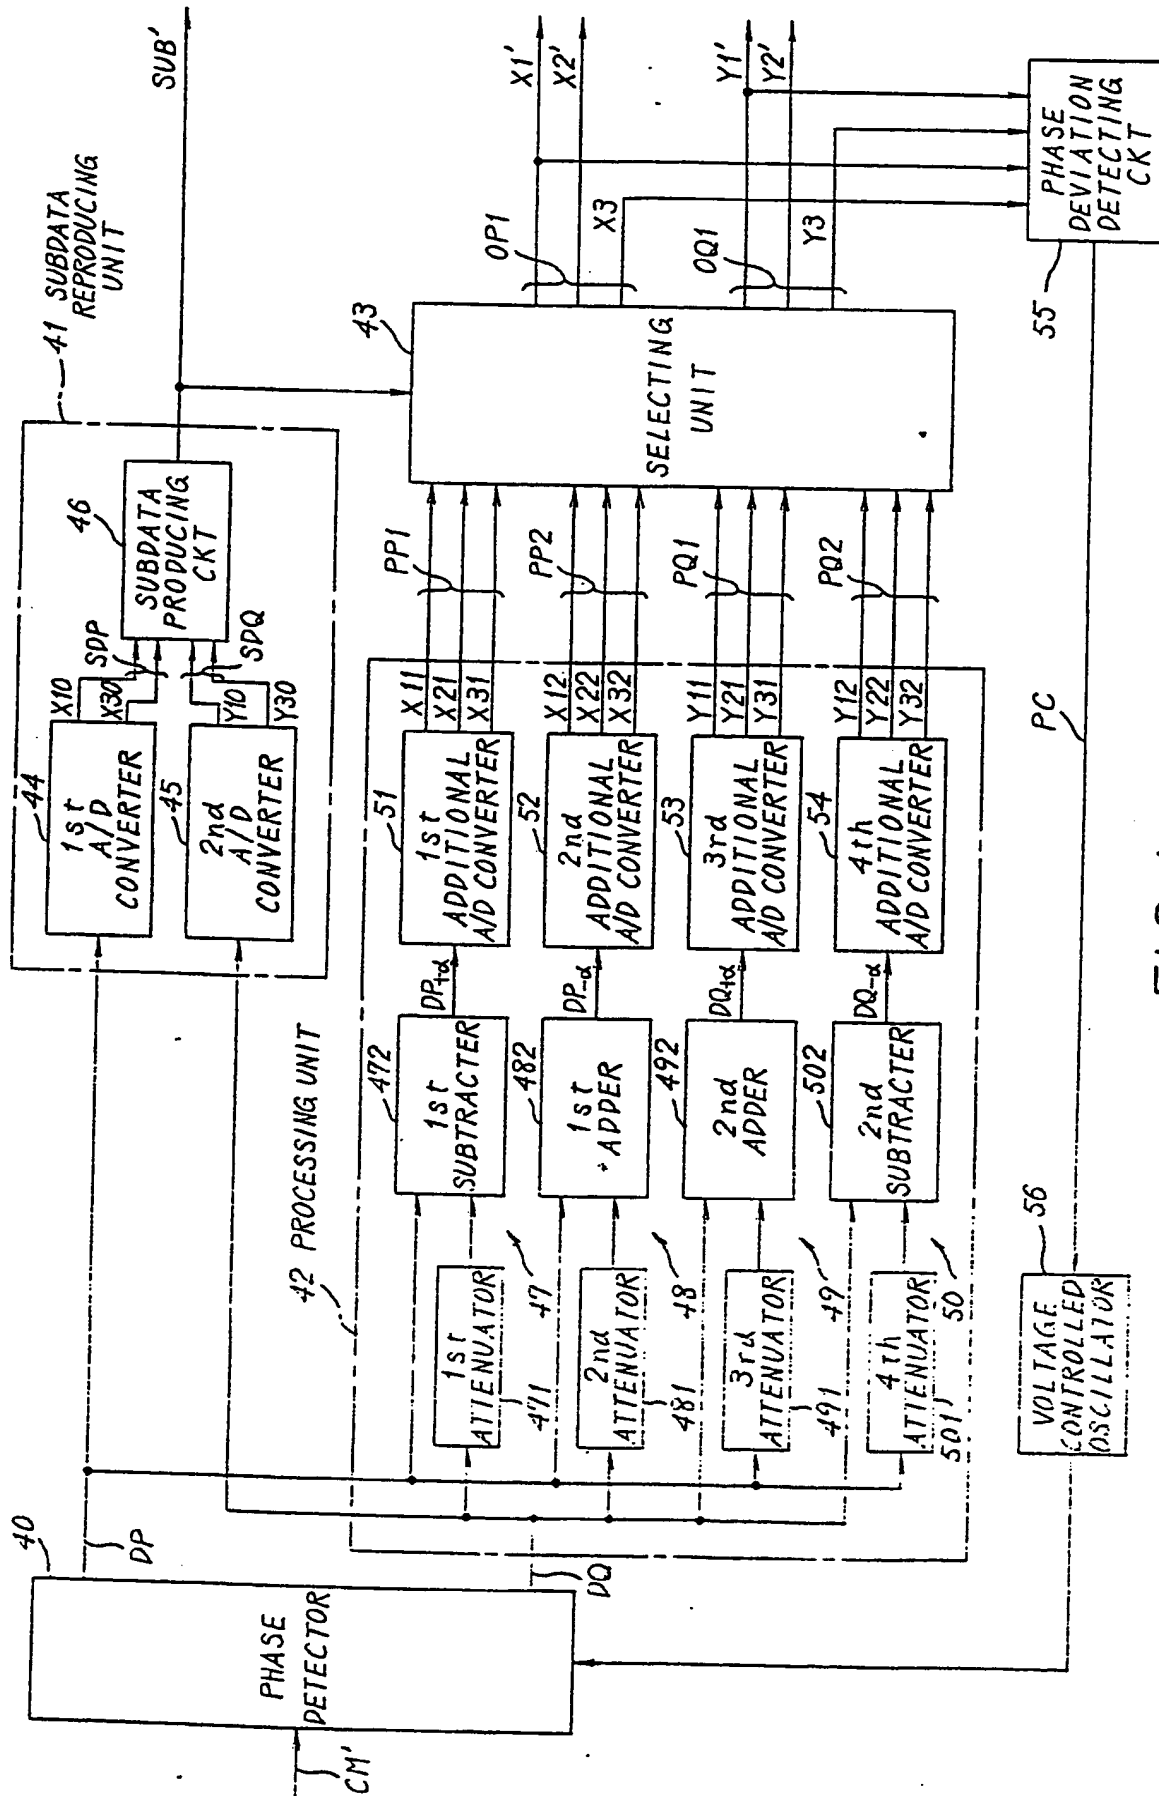 CM'
40
PHASE
DETECTOR
DP
DQ
41 SUBDATA
REPRODUCING
UNIT
44
1st
A/D
CONVERTER
45
2nd
A/D
CONVERTER
X10
X30
Y10
Y30
SDP
SDQ
46
SUBDATA
PRODUCING
CKT
SUB'
42 PROCESSING UNIT
1st
ATTENUATOR
471
47
472
1st
SUBTRACTER
DP+α
51
1st
ADDITIONAL
A/D CONVERTER
X11
X21
X31
PP1
2nd
ATTENUATOR
481
48
482
1st
ADDER
DP-α
52
2nd
ADDITIONAL
A/D CONVERTER
X12
X22
X32
PP2
3rd
ATTENUATOR
491
49
492
2nd
ADDER
DQ+α
53
3rd
ADDITIONAL
A/D CONVERTER
Y11
Y21
Y31
PQ1
4th
ATTENUATOR
501
50
502
2nd
SUBTRACTER
DQ-α
54
4th
ADDITIONAL
A/D CONVERTER
Y12
Y22
Y32
PQ2
43
SELECTING
UNIT
OP1
X1'
X2'
X3
OQ1
Y1'
Y2'
Y3
PHASE
DEVIATION
DETECTING
CKT
55
PC
56
VOLTAGE
CONTROLLED
OSCILLATOR